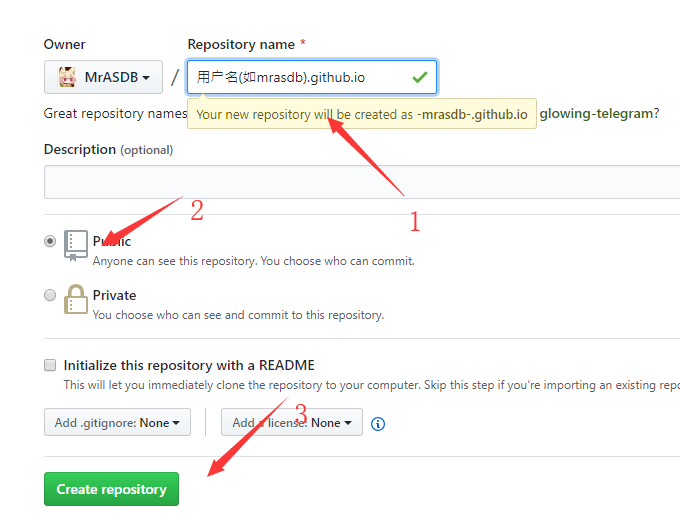 Owner Repository name *
MrASDB / 用户名(如mrasdb).github.io
Great repository names Your new repository will be created as -mrasdb-.github.io glowing-telegram?
1
Description (optional)
2
Public
Anyone can see this repository. You choose who can commit.
Private
You choose who can see and commit to this repository.
Initialize this repository with a README
This will let you immediately clone the repository to your computer. Skip this step if you're importing an existing repo
3
Add .gitignore: None Add a license: None
Create repository